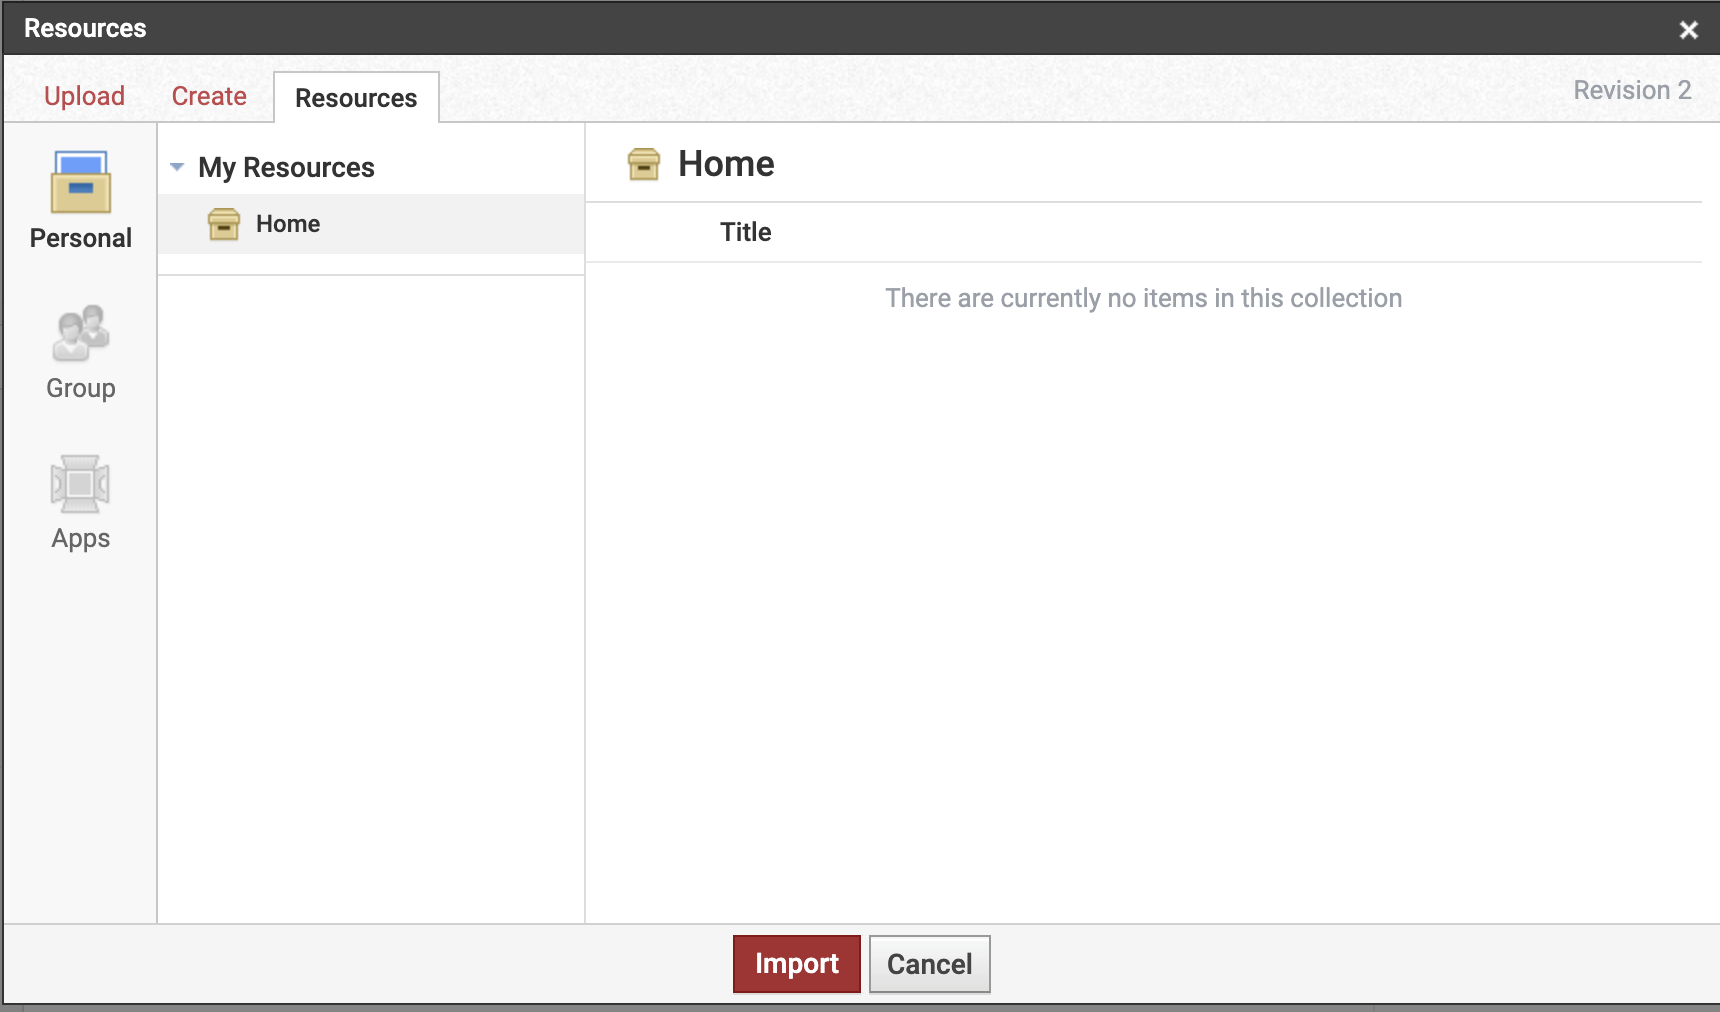 Resources
Upload
Create
Resources
Revision 2
Personal
Group
Apps
My Resources
Home
Home
Title
There are currently no items in this collection
Import
Cancel